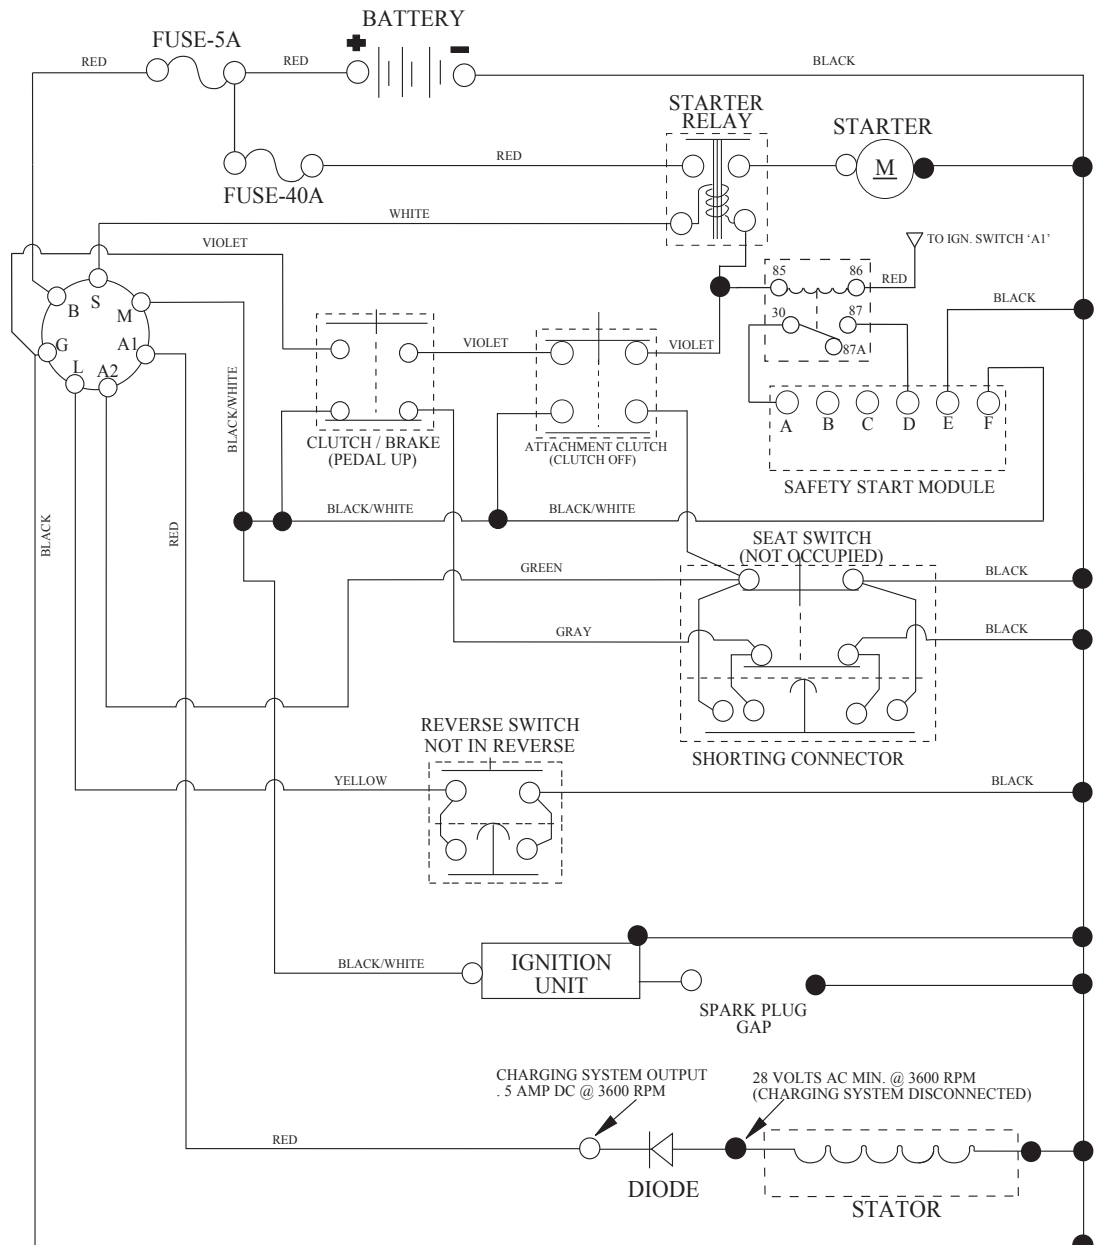 BATTERY
FUSE-5A
RED
RED
BLACK
STARTER
RELAY
STARTER
RED
M
FUSE-40A
WHITE
VIOLET
TO IGN. SWITCH ‘A1’
85
86
RED
BLACK
B
S
M
30
87
G
A1
VIOLET
VIOLET
87A
L
A2
BLACK/WHITE
A
B
C
D
E
F
CLUTCH / BRAKE
(PEDAL UP)
ATTACHMENT CLUTCH
(CLUTCH OFF)
SAFETY START MODULE
BLACK
RED
BLACK/WHITE
BLACK/WHITE
SEAT SWITCH
(NOT OCCUPIED)
GREEN
BLACK
GRAY
BLACK
REVERSE SWITCH
NOT IN REVERSE
SHORTING CONNECTOR
YELLOW
BLACK
BLACK/WHITE
IGNITION
UNIT
SPARK PLUG
GAP
CHARGING SYSTEM OUTPUT
. 5 AMP DC @ 3600 RPM
28 VOLTS AC MIN. @ 3600 RPM
(CHARGING SYSTEM DISCONNECTED)
RED
DIODE
STATOR